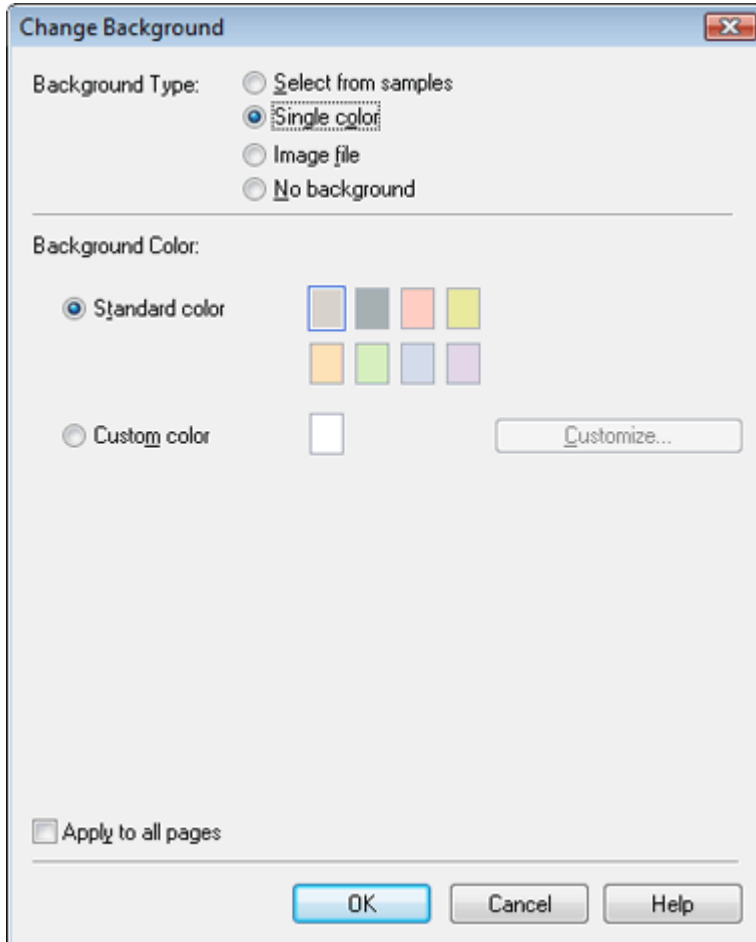 Change Background
Background Type:
Select from samples
Single color
Image file
No background
Background Color:
Standard color
Custom color
Customize...
Apply to all pages
OK Cancel Help